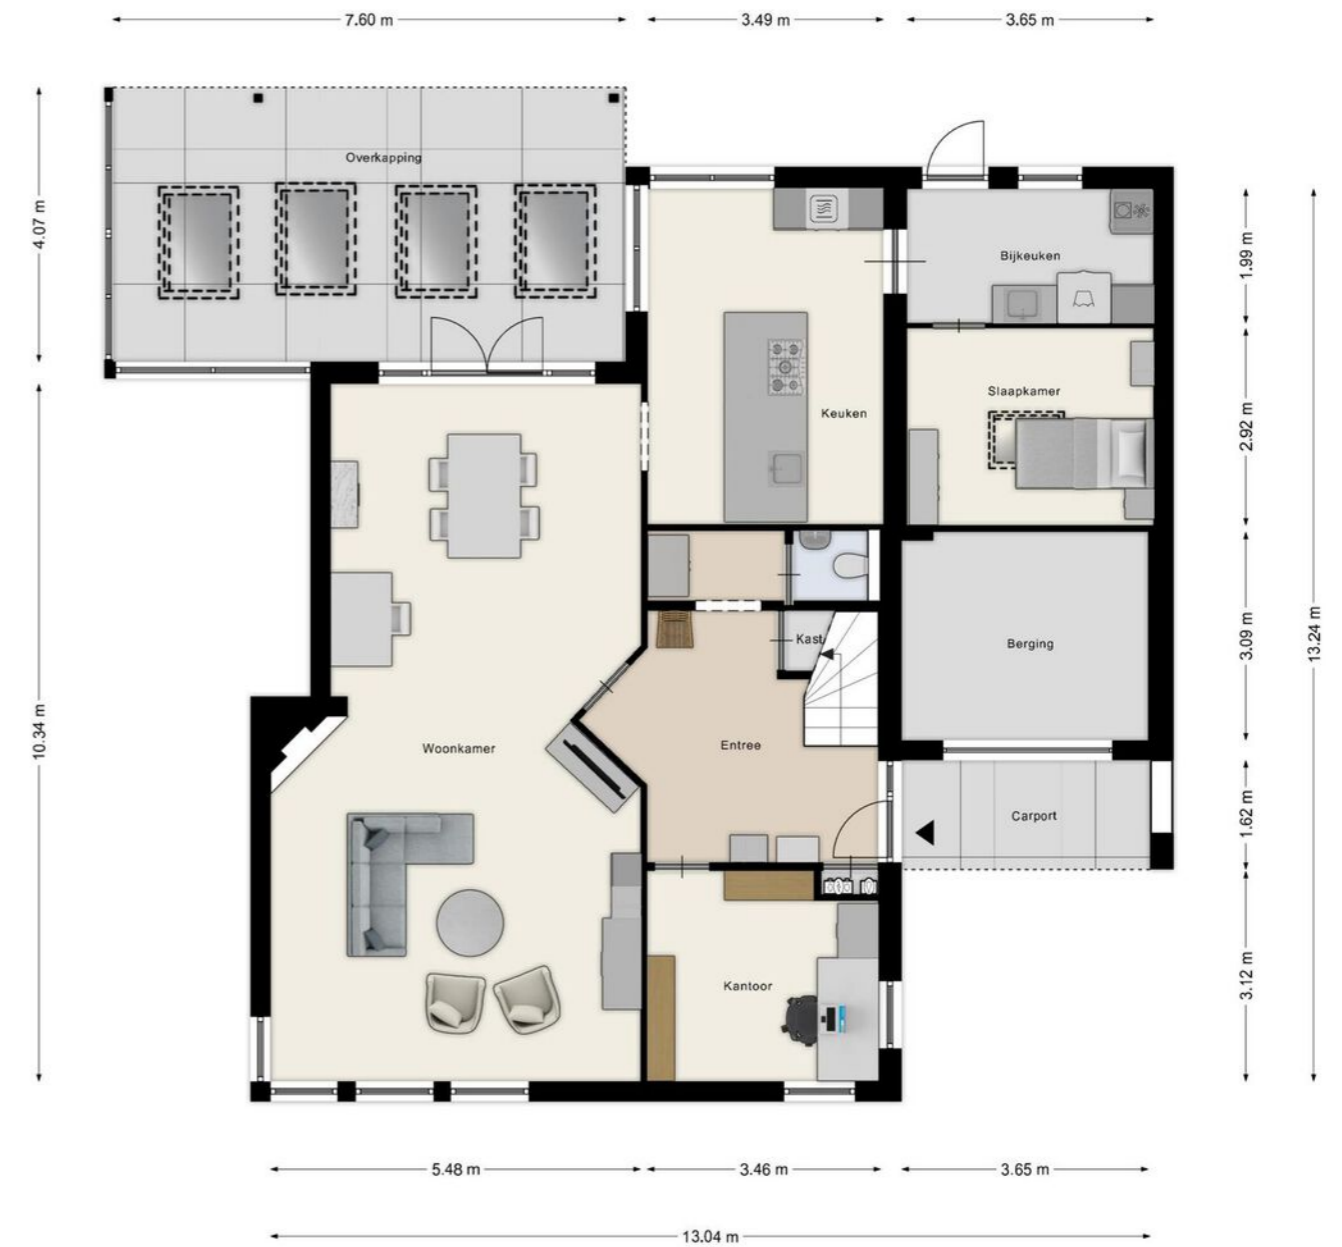 7.60 m
3.49 m
3.65 m
Overkapping
4.07 m
1.99 m
Bijkeuken
Slaapkamer
Keuken
2.92 m
13.24 m
Kast
Berging
3.09 m
10.34 m
Woonkamer
Entree
Carport
1.62 m
Kantoor
3.12 m
5.48 m
3.46 m
3.65 m
13.04 m